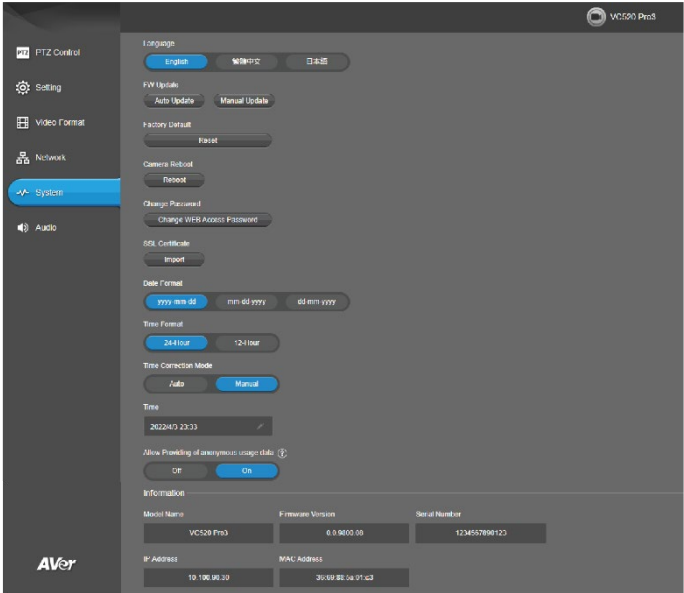 VC520 Pro3
PTZ PTZ Control
Setting
Video Format
Network
System
Audio
Language
English 繁體中文 日本語
FW Update
Auto Update Manual Update
Factory Default
Reset
Camera Reboot
Reboot
Change Password
Change WEB Access Password
SSL Certificate
Import
Date Format
yyyy-mm-dd mm-dd-yyyy dd-mm-yyyy
Time Format
24-Hour 12-Hour
Time Correction Mode
Auto Manual
Time
2022/4/3 23:33
Allow Providing of anonymous usage data ?
Off On
Information
Model Name Firmware Version Serial Number
VC520 Pro3 0.0.9800.08 1234567890123
IP Address MAC Address
10.100.90.30
AVer